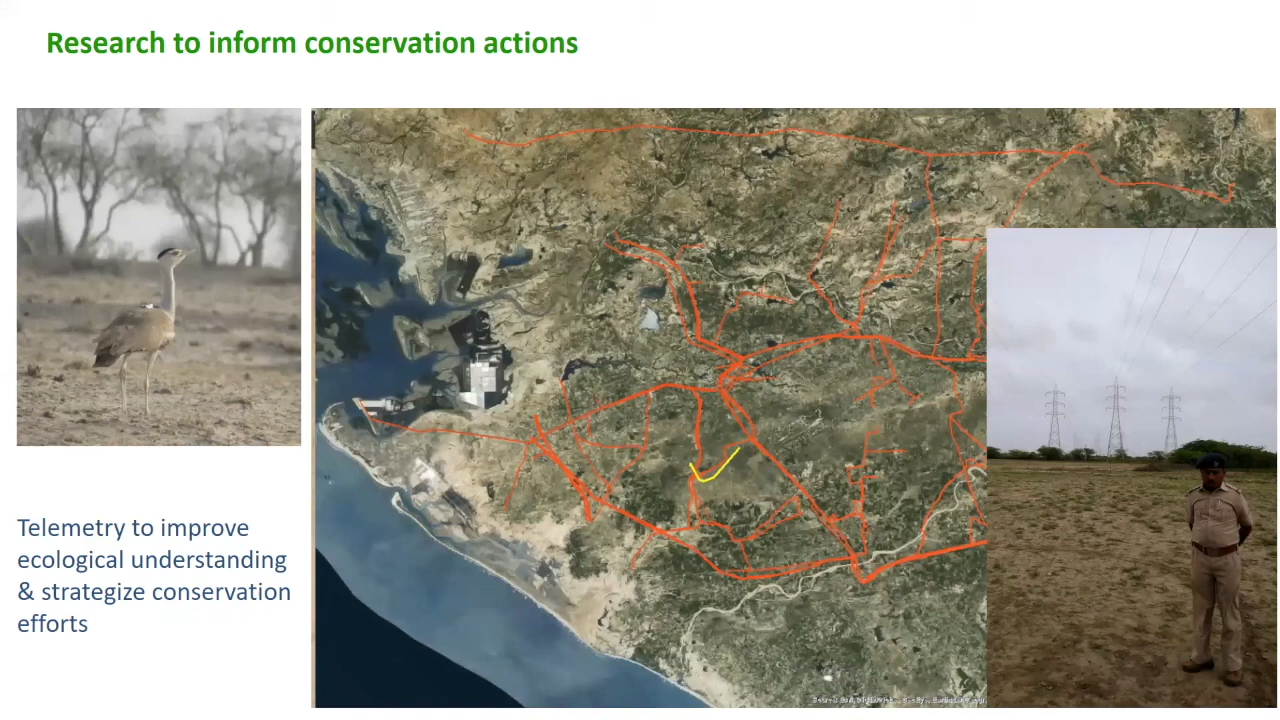 Research to inform conservation actions
Telemetry to improve
ecological understanding
& strategize conservation
efforts